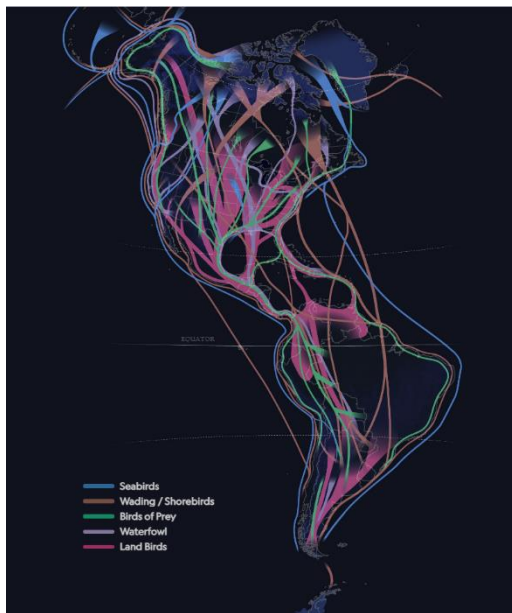 EQUATOR
Seabirds
Wading / Shorebirds
Birds of Prey
Waterfowl
Land Birds